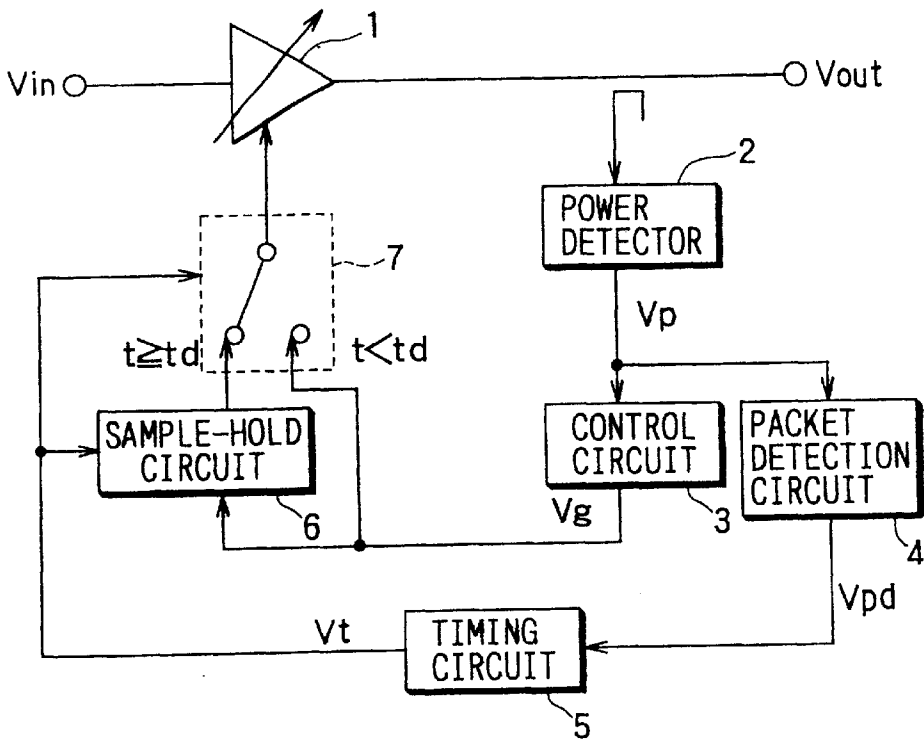 1
Vin
Vout
2
POWER
DETECTOR
7
Vp
t≧td
t<td
SAMPLE-HOLD
CIRCUIT
6
CONTROL
CIRCUIT
3
PACKET
DETECTION
CIRCUIT
4
Vg
Vpd
Vt
TIMING
CIRCUIT
5